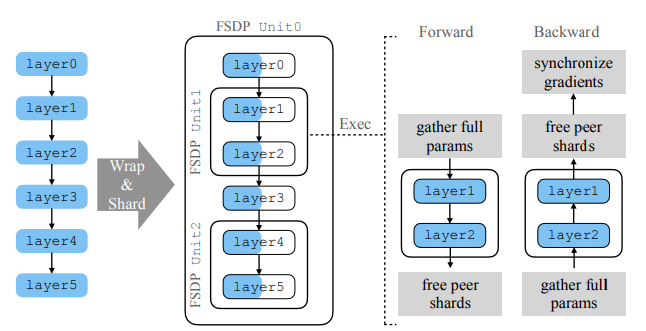 layer0
layer1
layer2
layer3
layer4
layer5
Wrap
&
Shard
FSDP Unit0
layer0
FSDP Unit1
layer1
layer2
layer3
FSDP Unit2
layer4
layer5
Exec
Forward
gather full
params
layer1
layer2
free peer
shards
Backward
synchronize
gradients
free peer
shards
layer1
layer2
gather full
params